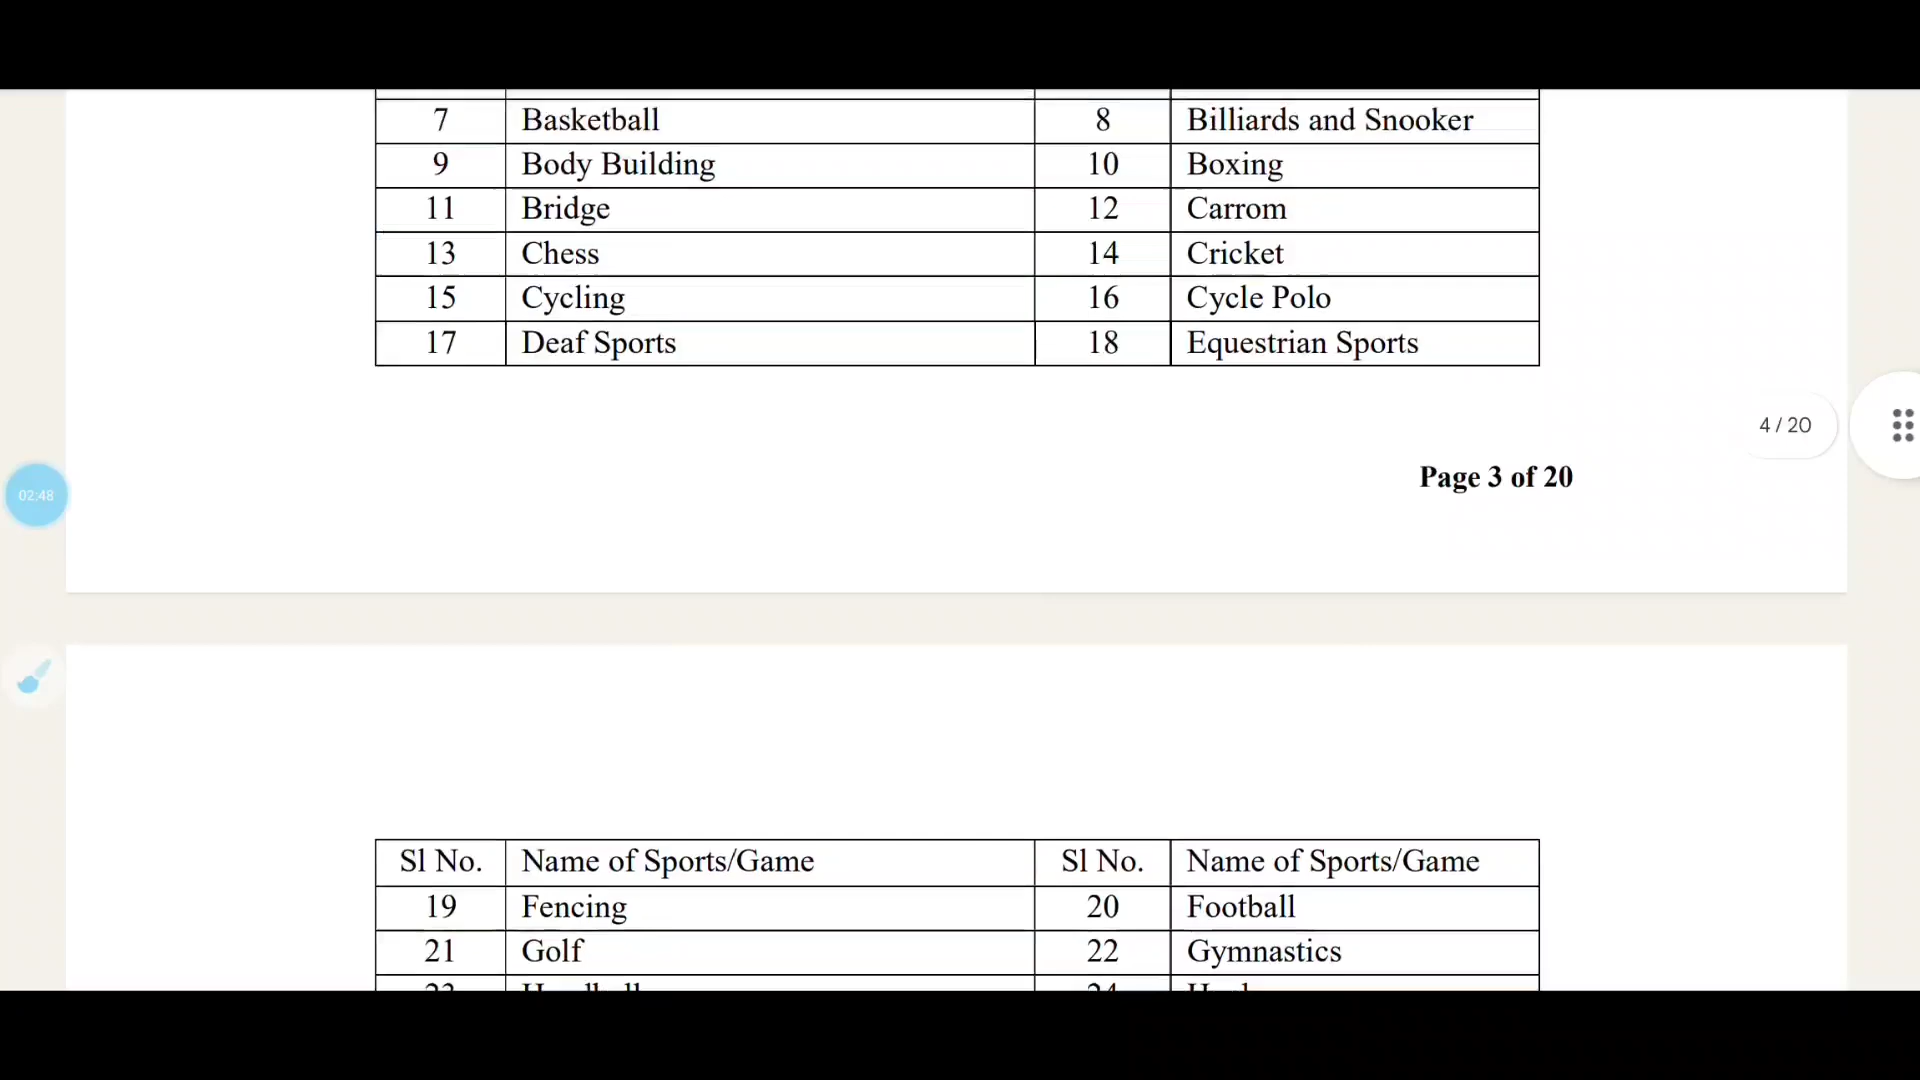 7 Basketball 8 Billiards and Snooker
9 Body Building 10 Boxing
11 Bridge 12 Carrom
13 Chess 14 Cricket
15 Cycling 16 Cycle Polo
17 Deaf Sports 18 Equestrian Sports
4 / 20
Page 3 of 20
02:48
Sl No. Name of Sports/Game Sl No. Name of Sports/Game
19 Fencing 20 Football
21 Golf 22 Gymnastics